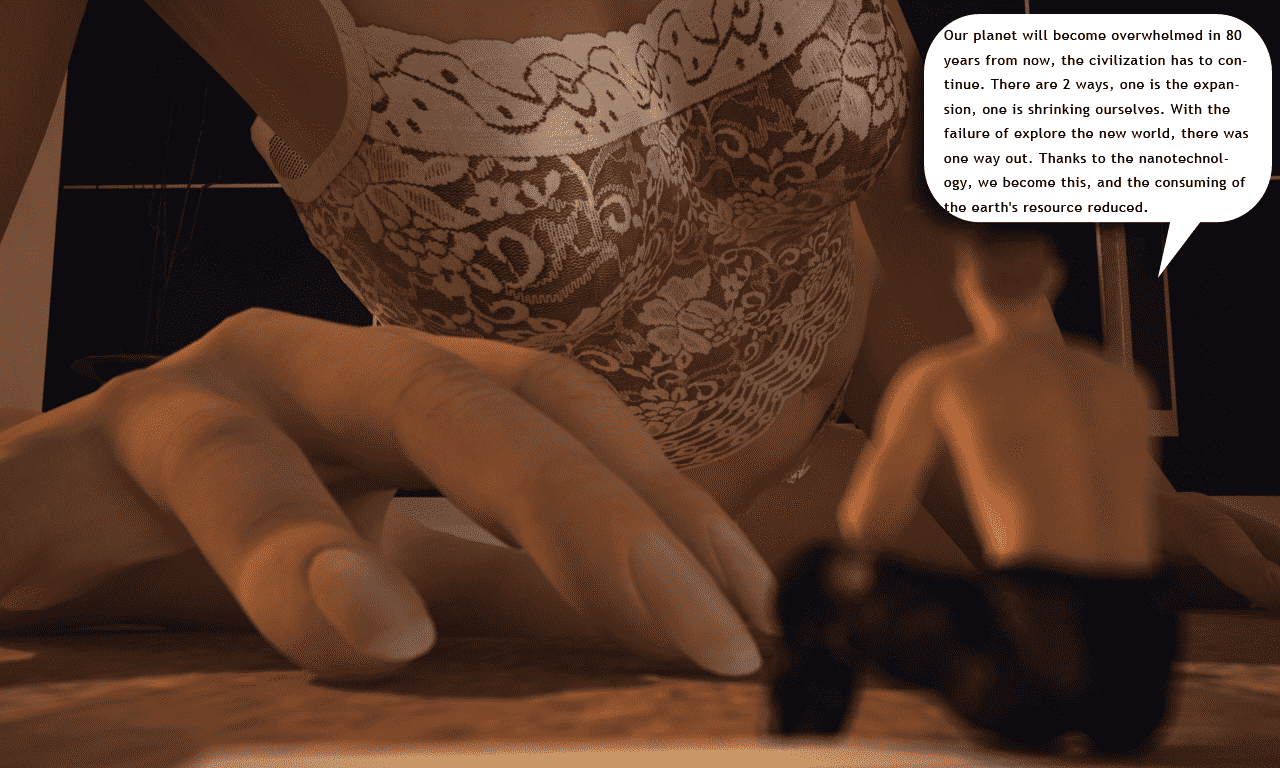 Our planet will become overwhelmed in 80
years from now, the civilization has to con-
tinue. There are 2 ways, one is the expan-
sion, one is shrinking ourselves. With the
failure of explore the new world, there was
one way out. Thanks to the nanotechnol-
ogy, we become this, and the consuming of
the earth's resource reduced.